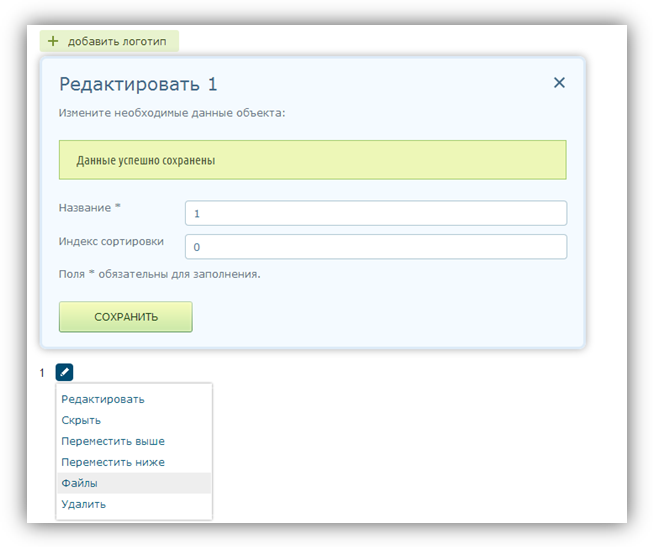 + добавить логотип
Редактировать 1
Измените необходимые данные объекта:
Данные успешно сохранены
Название *
1
Индекс сортировки
0
Поля * обязательны для заполнения.
СОХРАНИТЬ
1
Редактировать
Скрыть
Переместить выше
Переместить ниже
Файлы
Удалить